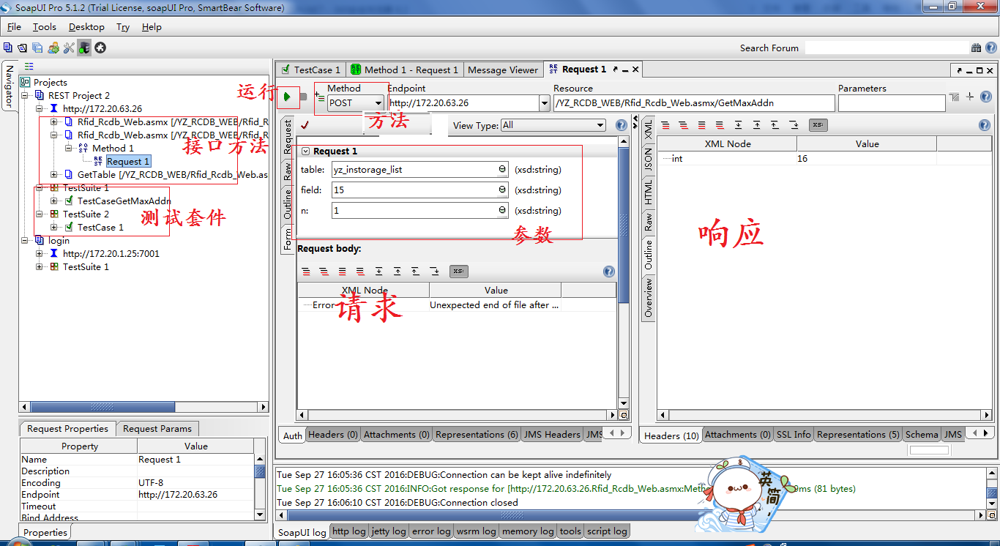 SoapUI Pro 5.1.2 (Trial License, soapUI Pro, SmartBear Software)
File Tools Desktop Try Help
Search Forum
Navigator
Projects
REST Project 2
http://172.20.63.26
Rfid_Rcdb_Web.asmx [/YZ_RCDB_WEB/Rfid_R
Rfid_Rcdb_Web.asmx [/YZ_RCDB_WEB/Rfid_R
Method 1
Request 1
GetTable [/YZ_RCDB_WEB/Rfid_Rcdb_Web.as
接口方法
TestSuite 1
TestCaseGetMaxAddn
TestSuite 2
TestCase 1
测试套件
login
http://172.20.1.25:7001
TestSuite 1
Request Properties Request Params
Property Value
Name Request 1
Description
Encoding UTF-8
Endpoint http://172.20.63.26
Timeout
Bind Address
Properties
TestCase 1 Method 1 - Request 1 Message Viewer Request 1
运行
Method Endpoint Resource Parameters
POST http://172.20.63.26 /YZ_RCDB_WEB/Rfid_Rcdb_Web.asmx/GetMaxAddn
方法
View Type: All
Request
Raw
Outline
Form
Request 1
table: yz_instorage_list (xsd:string)
field: 15 (xsd:string)
n: 1 (xsd:string)
参数
Request body:
XS:
XML Node Value
Error Unexpected end of file after ...
请求
Auth Headers (0) Attachments (0) Representations (6) JMS Headers JMS
XML
JSON
HTML
Raw
Outline
Overview
XS:
XML Node Value
int 16
响应
Headers (10) Attachments (0) SSL Info Representations (5) Schema JMS
Tue Sep 27 16:05:36 CST 2016:DEBUG:Connection can be kept alive indefinitely
Tue Sep 27 16:05:36 CST 2016:INFO:Got response for [http://172.20.63.26.Rfid_Rcdb_Web.asmx:Metho 9ms (81 bytes)
Tue Sep 27 16:06:10 CST 2016:DEBUG:Connection closed
英
简
SoapUI log http log jetty log error log wsrm log memory log tools script log